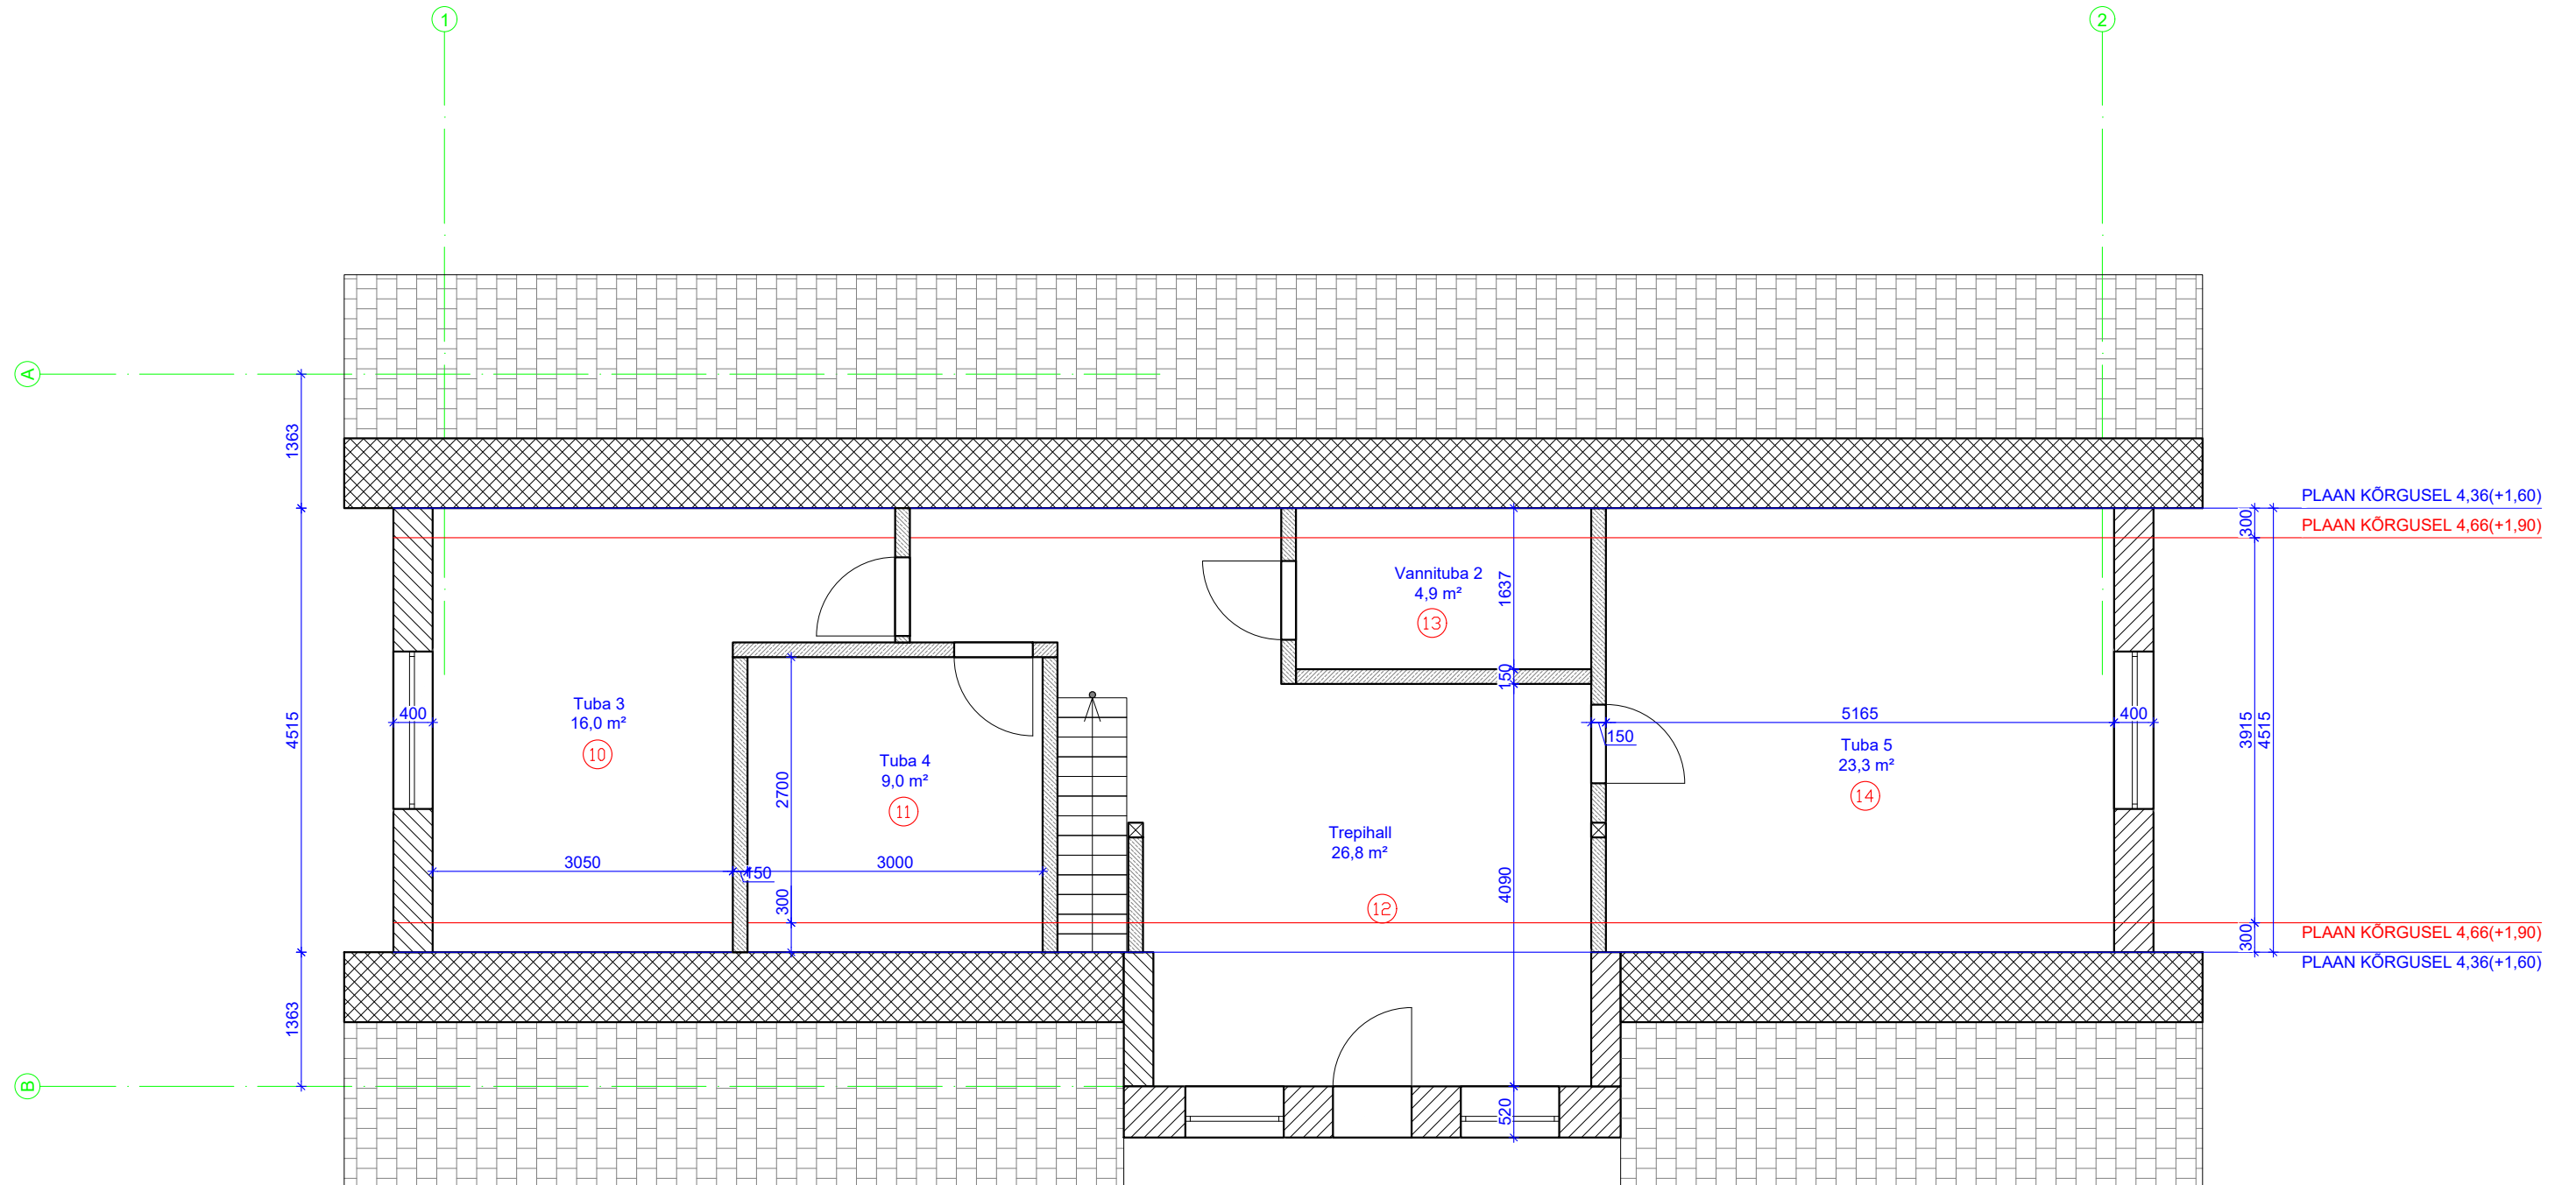 1
2
A
1363
PLAAN KÕRGUSEL 4,36(+1,60)
300
PLAAN KÕRGUSEL 4,66(+1,90)
Vannituba 2
4,9 m²
13
1637
150
Tuba 3
16,0 m²
10
400
4515
Tuba 4
9,0 m²
11
2700
5165
400
150
Tuba 5
23,3 m²
14
3915
4515
Trepihall
26,8 m²
12
3050
150
3000
300
4090
PLAAN KÕRGUSEL 4,66(+1,90)
300
PLAAN KÕRGUSEL 4,36(+1,60)
1363
B
520